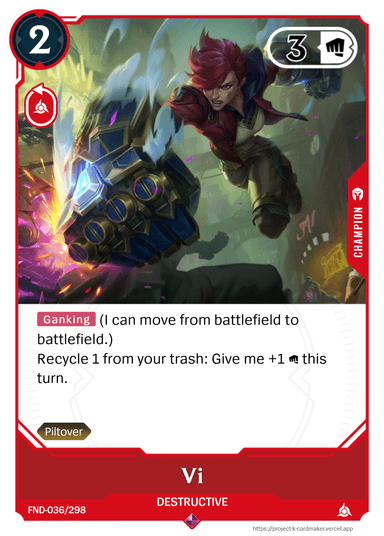 2
3
CHAMPION
Ganking (I can move from battlefield to
battlefield.)
Recycle 1 from your trash: Give me +1 this
turn.
Piltover
Vi
DESTRUCTIVE
FND-036/298
https://project-k-cardmaker.vercel.app